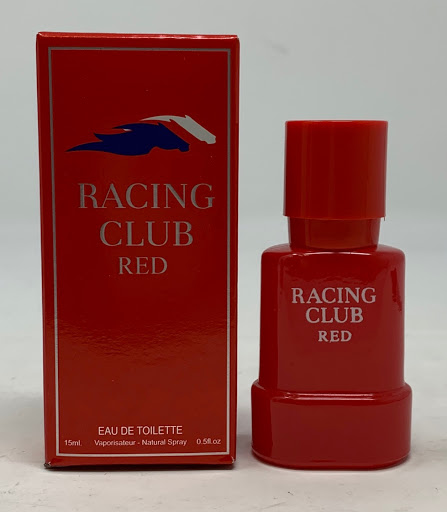 RACING
CLUB
RED
EAU DE TOILETTE
15ml. Vaporisateur - Natural Spray 0.5fl.oz
RACING
CLUB
RED